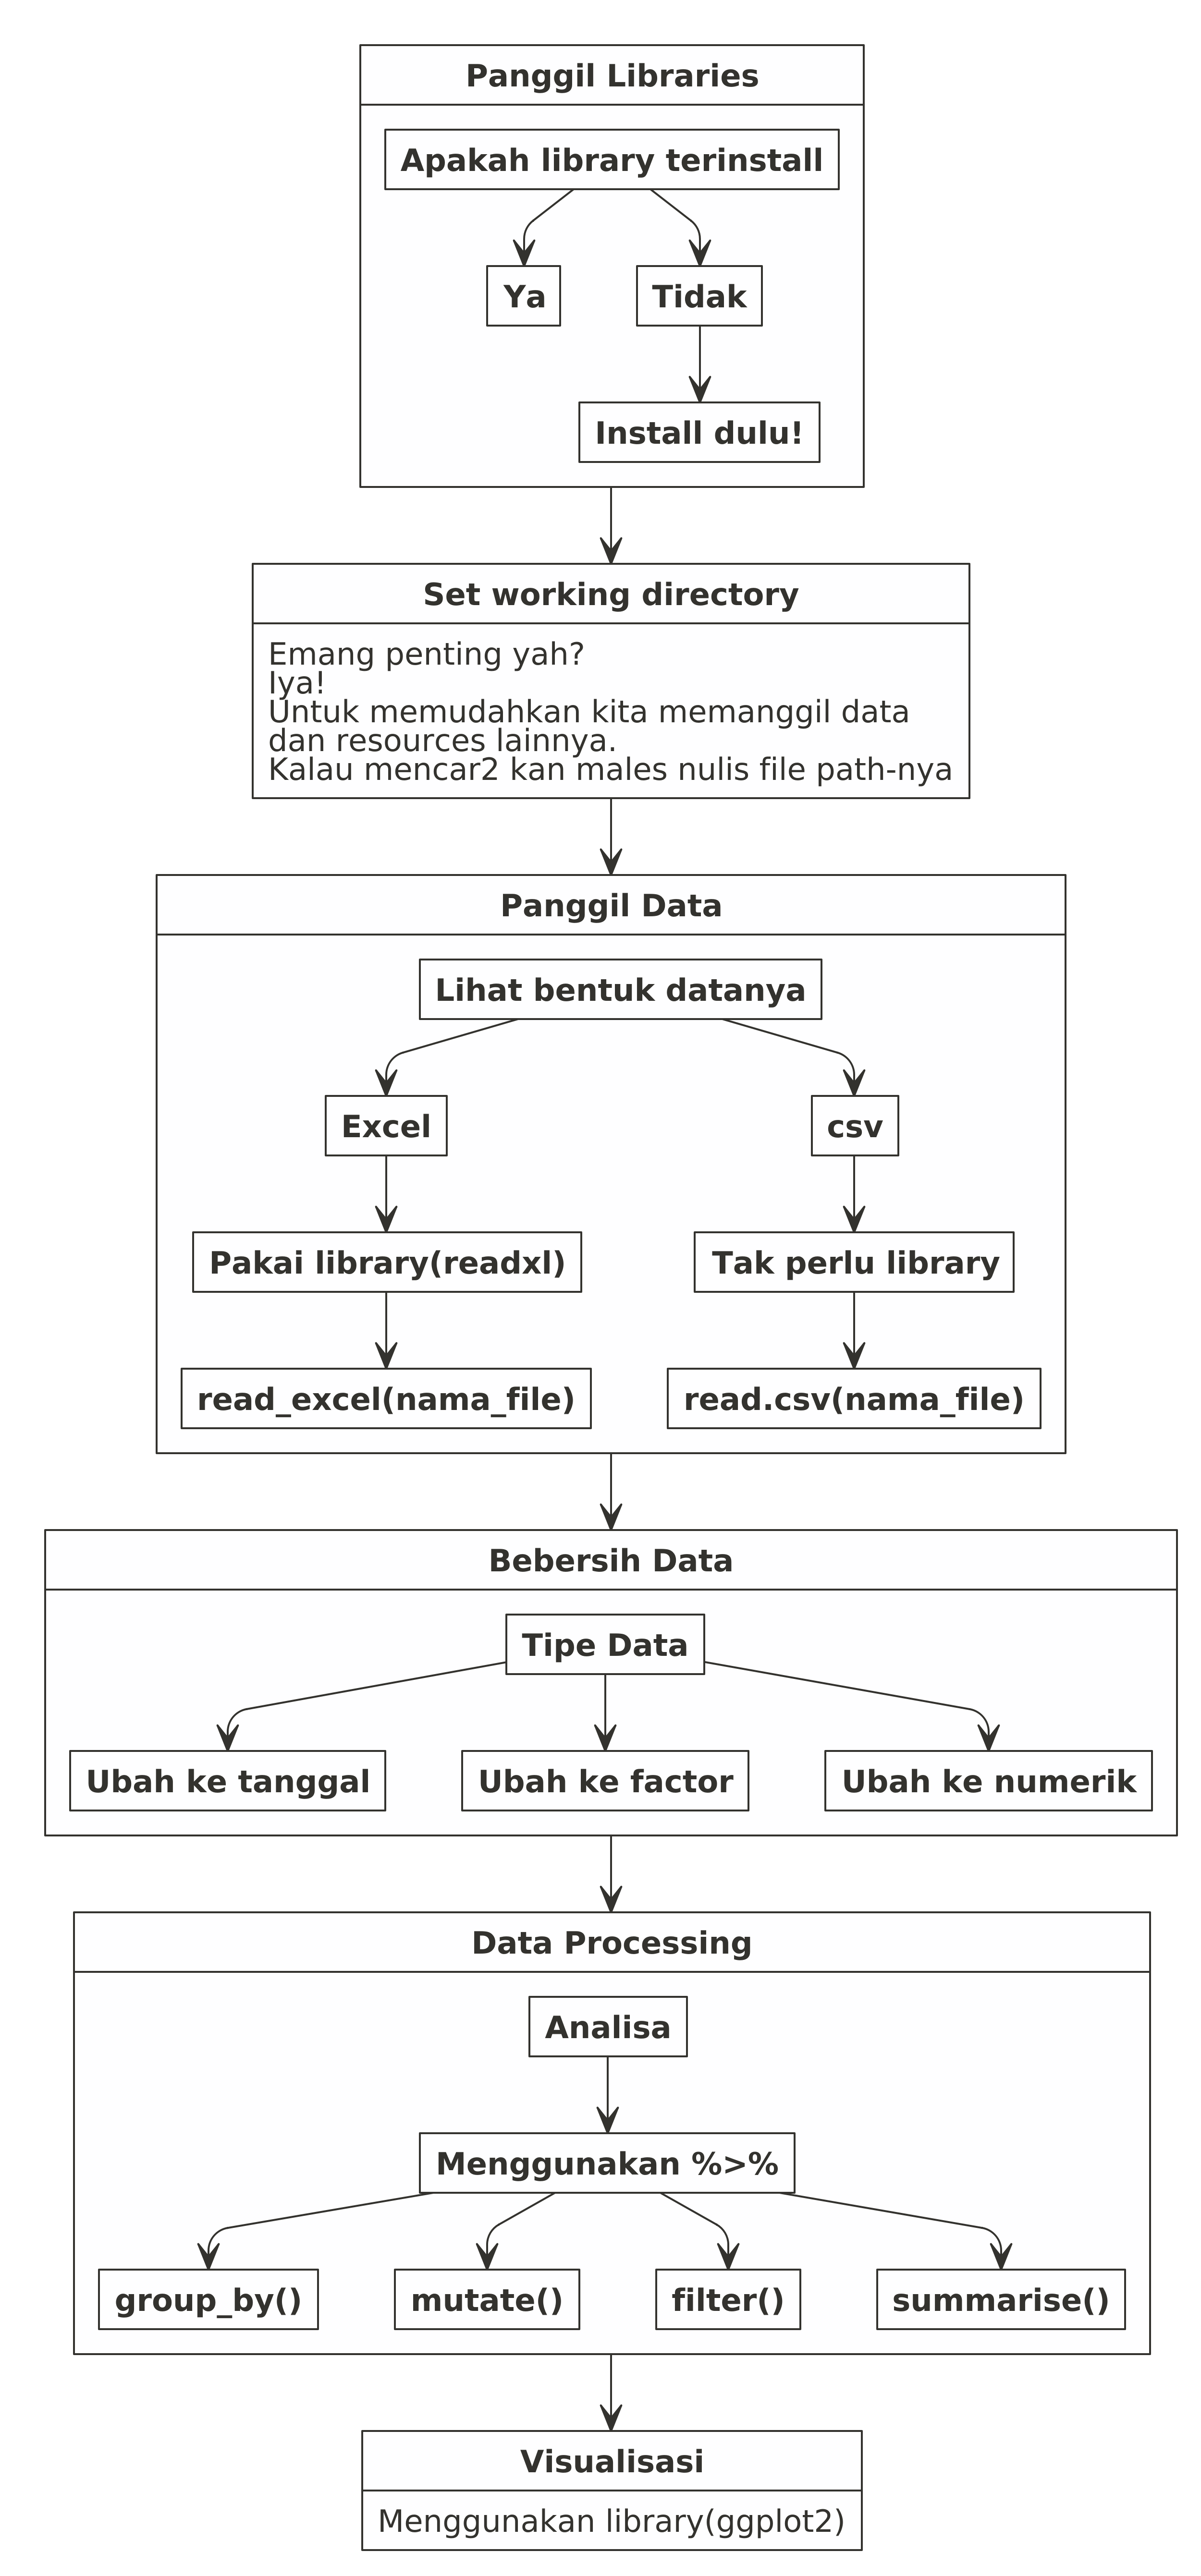 Panggil Libraries
Apakah library terinstall
Ya
Tidak
Install dulu!
Set working directory
Emang penting yah?
Iya!
Untuk memudahkan kita memanggil data
dan resources lainnya.
Kalau mencar2 kan males nulis file path-nya
Panggil Data
Lihat bentuk datanya
Excel
csv
Pakai library(readxl)
Tak perlu library
read_excel(nama_file)
read.csv(nama_file)
Bebersih Data
Tipe Data
Ubah ke tanggal
Ubah ke factor
Ubah ke numerik
Data Processing
Analisa
Menggunakan %>%
group_by()
mutate()
filter()
summarise()
Visualisasi
Menggunakan library(ggplot2)